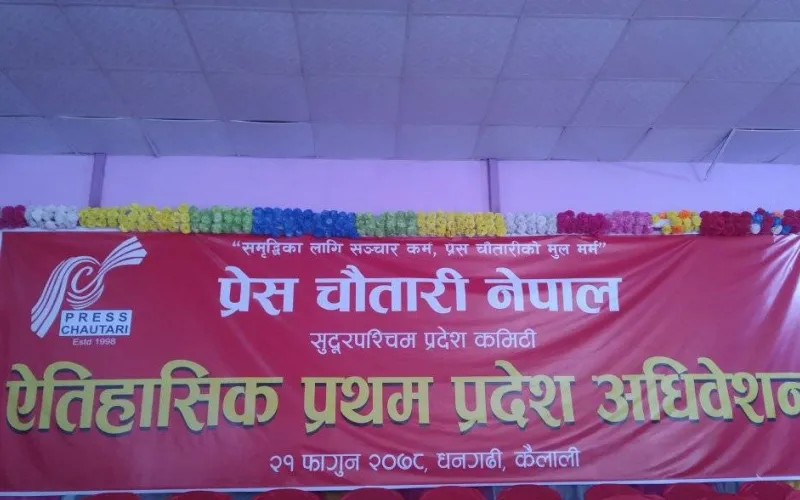 “समृद्धिका लागि सञ्चार कर्म, प्रेस चौतारीको मुल मर्म”
प्रेस चौतारी नेपाल
PRESS
CHAUTARI
Estd 1998
सुदूरपश्चिम प्रदेश कमिटी
ऐतिहासिक प्रथम प्रदेश अधिवेशन
२१ फागुन २०७८, धनगढी, कैलाली